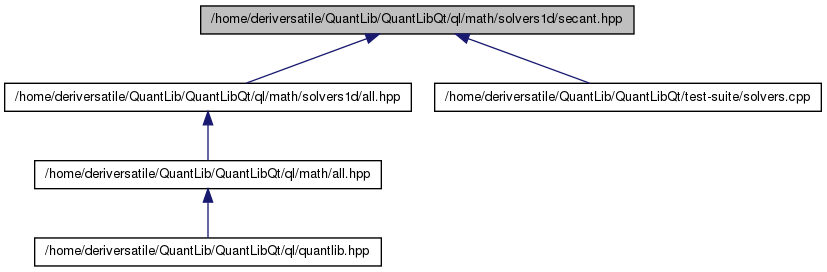 /home/deriversatile/QuantLib/QuantLibQt/ql/math/solvers1d/secant.hpp
/home/deriversatile/QuantLib/QuantLibQt/ql/math/solvers1d/all.hpp
/home/deriversatile/QuantLib/QuantLibQt/test-suite/solvers.cpp
/home/deriversatile/QuantLib/QuantLibQt/ql/math/all.hpp
/home/deriversatile/QuantLib/QuantLibQt/ql/quantlib.hpp